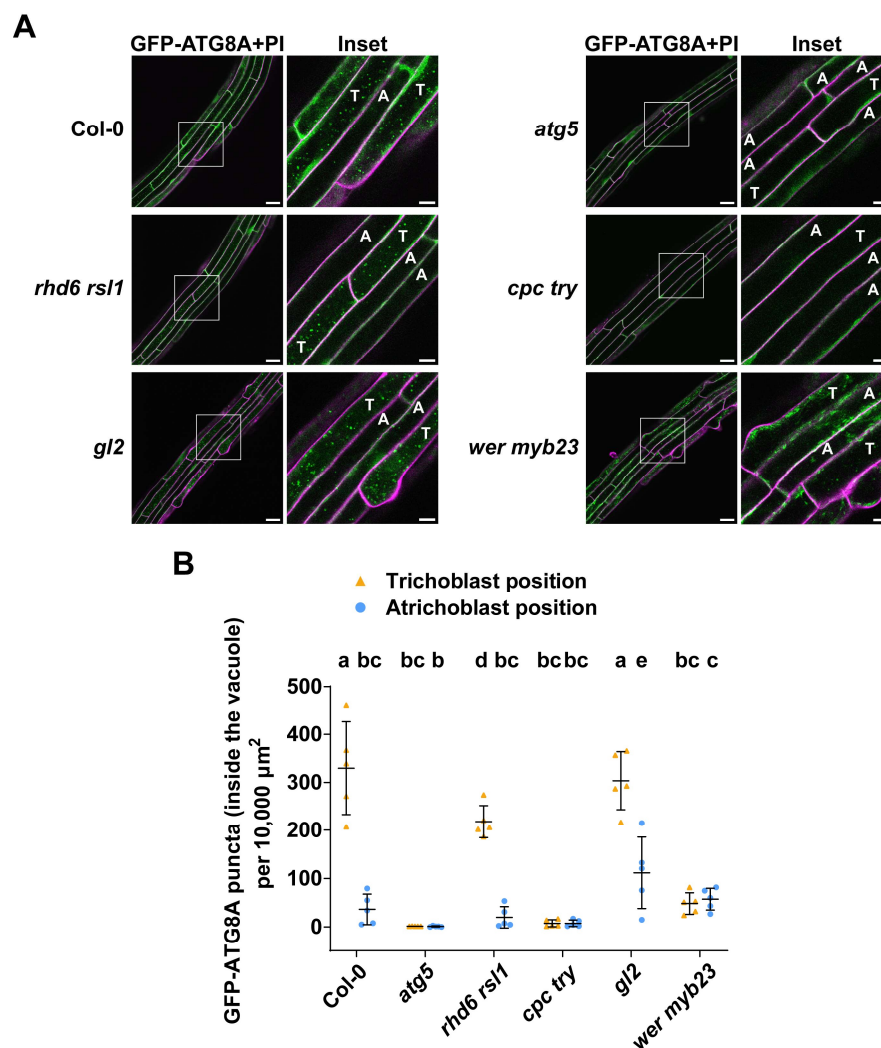 A
GFP-ATG8A+PI Inset GFP-ATG8A+PI Inset
Col-0 T A T
atg5 A A T A A A T
rhd6 rsl1 A T A A T
cpc try A T A A
gl2 T A A T
wer myb23 T A A T
B
Trichoblast position
Atrichoblast position
a bc bc b d bc bc bc a e bc c
GFP-ATG8A puncta (inside the vacuole)
per 10,000 µm²
500
400
300
200
100
0
Col-0 atg5 rhd6 rsl1 cpc try gl2 wer myb23